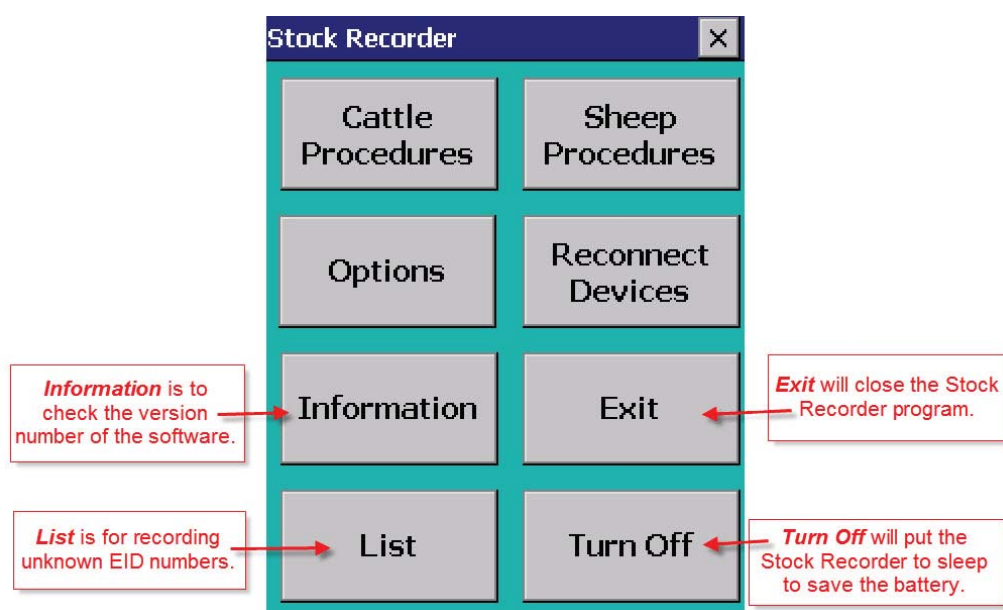 Stock Recorder
Cattle
Procedures
Sheep
Procedures
Options
Reconnect
Devices
Information is to
check the version
number of the software.
Information
Exit
Exit will close the Stock
Recorder program.
List is for recording
unknown EID numbers.
List
Turn Off
Turn Off will put the
Stock Recorder to sleep
to save the battery.